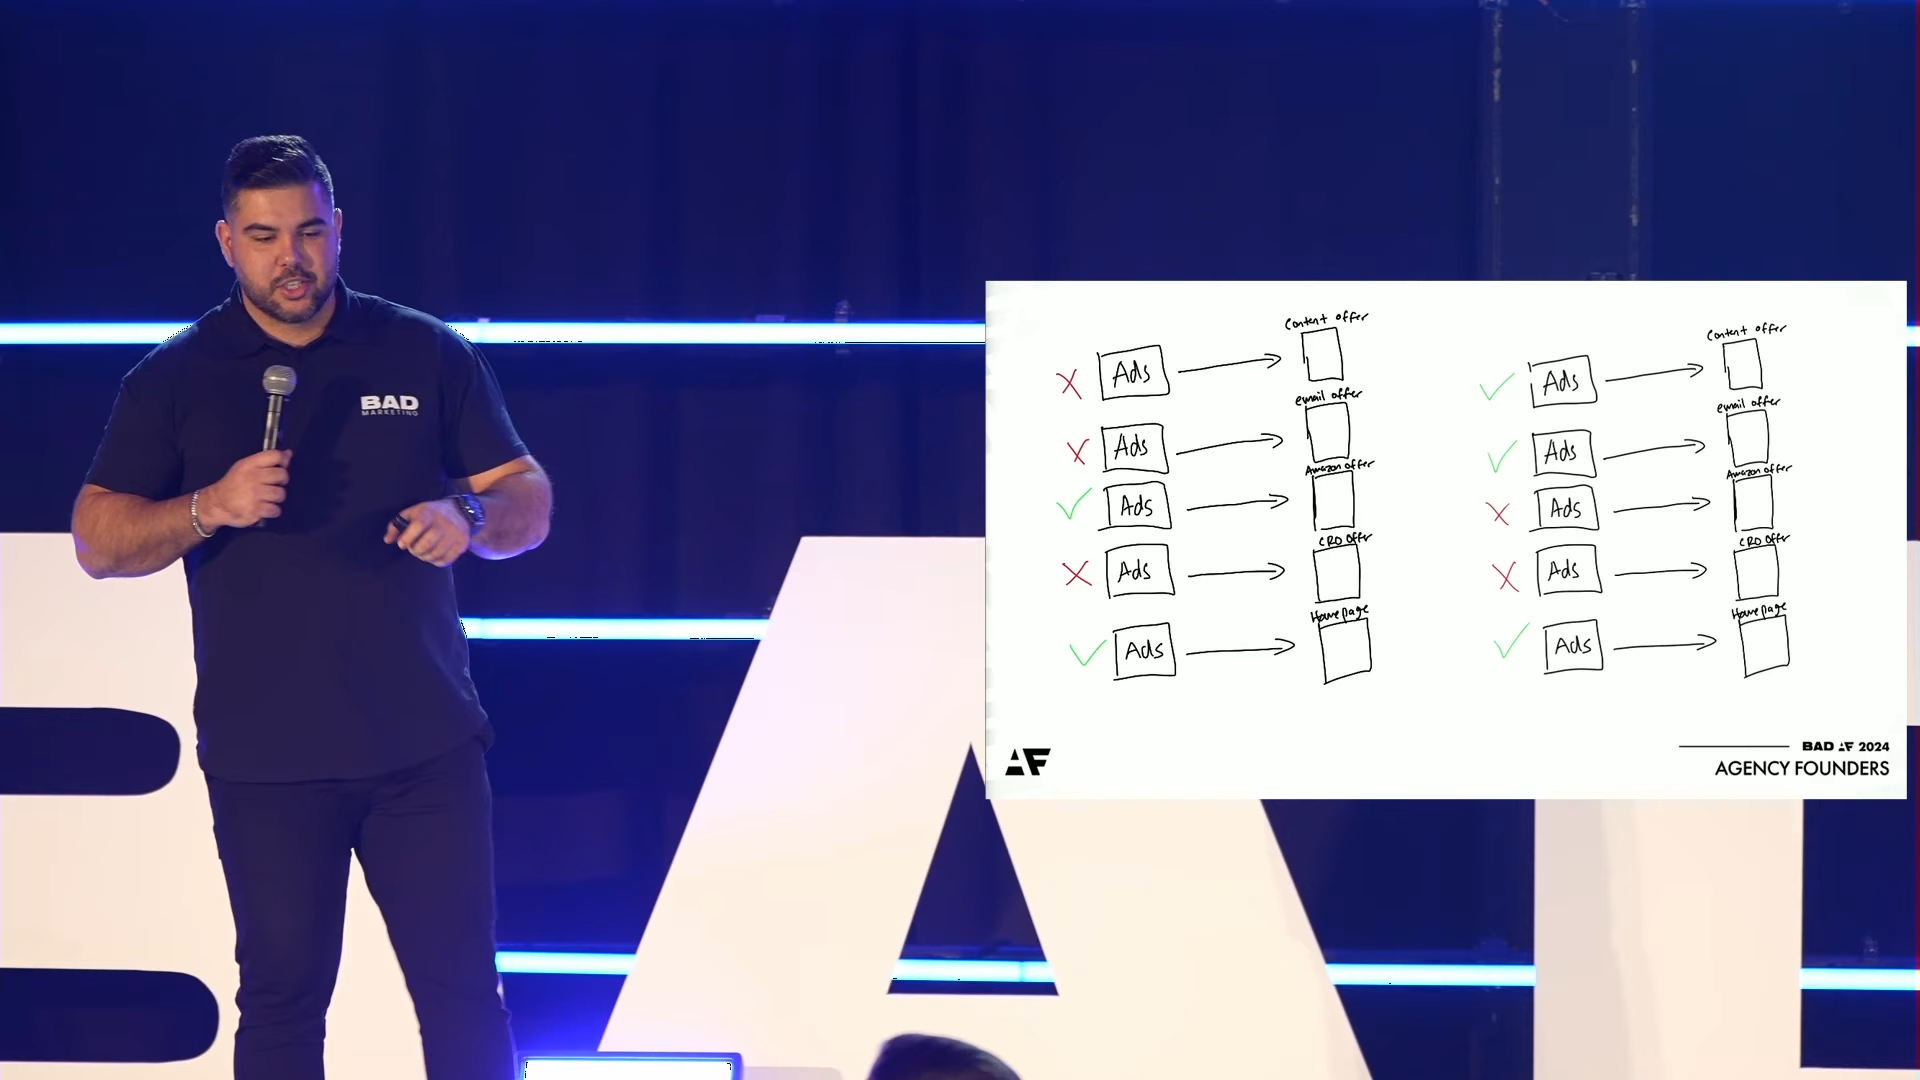 BAD
MARKETING
Content offer
X Ads
email offer
X Ads
Amazon offer
✓ Ads
CRO offer
X Ads
Home page
✓ Ads
Content offer
✓ Ads
email offer
✓ Ads
Amazon offer
X Ads
CRO offer
X Ads
Home page
✓ Ads
AF
BAD AF 2024
AGENCY FOUNDERS